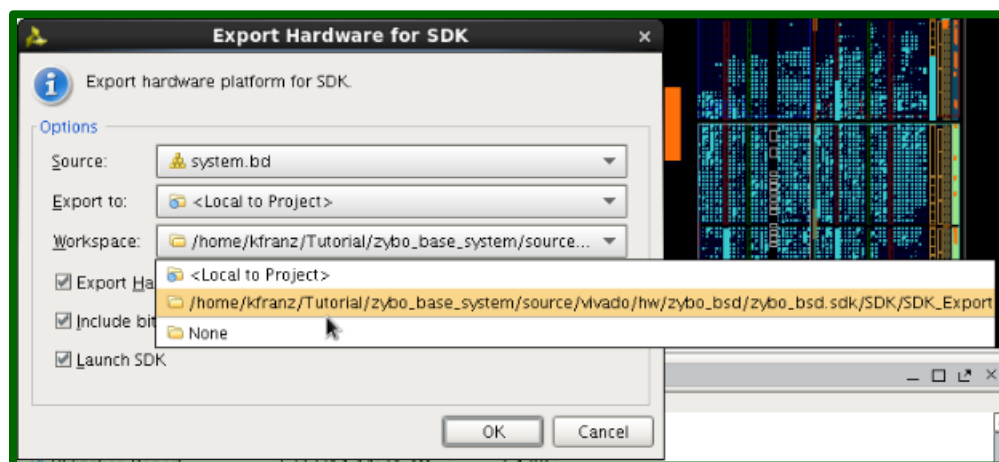 Export Hardware for SDK
Export hardware platform for SDK.
Options
Source: system.bd
Export to: <Local to Project>
Workspace: /home/kfranz/Tutorial/zybo_base_system/source...
<Local to Project>
Export Ha
/home/kfranz/Tutorial/zybo_base_system/source/vivado/hw/zybo_bsd/zybo_bsd.sdk/SDK/SDK_Export
Include bit
None
Launch SDK
OK Cancel